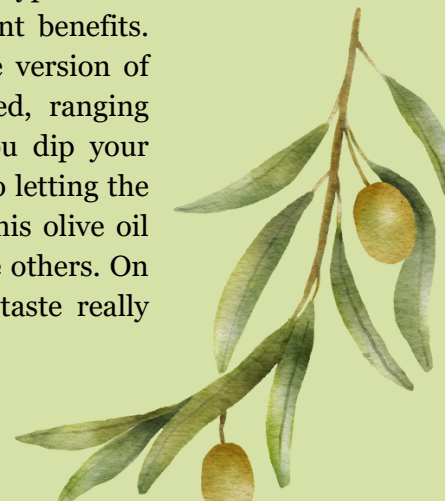 nt benefits.
version of
ed, ranging
u dip your
letting the
his olive oil
others. On
taste really